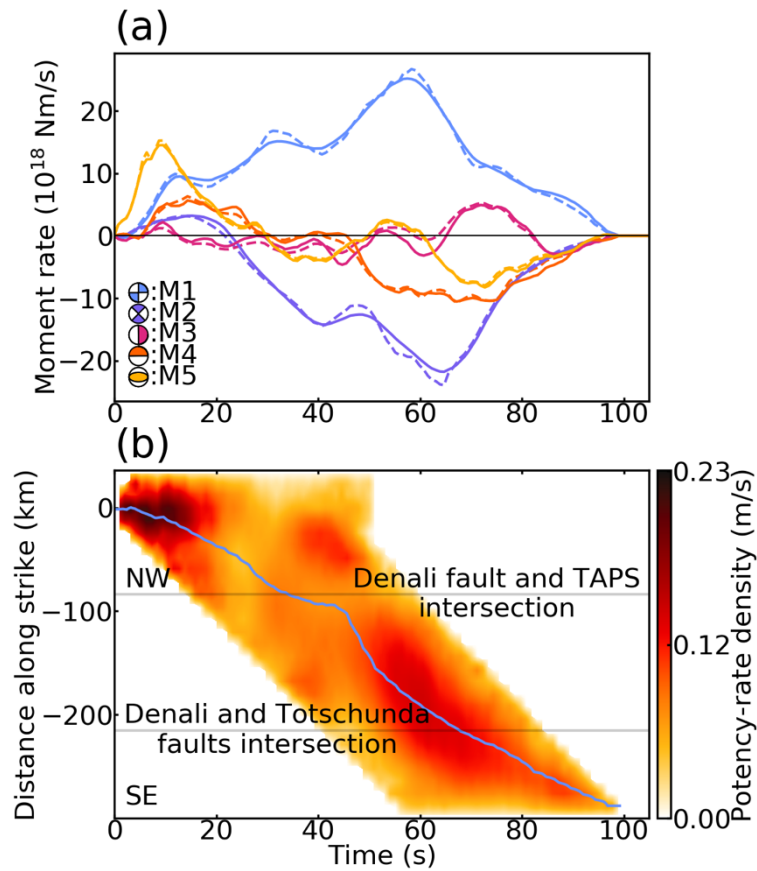 (a)
Moment rate (10¹⁸ Nm/s)
20
10
0
−10
−20
:M1
:M2
:M3
:M4
:M5
0 20 40 60 80 100
(b)
Distance along strike (km)
0
−100
−200
NW
Denali fault and TAPS
intersection
Denali and Totschunda
faults intersection
SE
0 20 40 60 80 100
Time (s)
0.23
0.12
0.00
Potency-rate density (m/s)